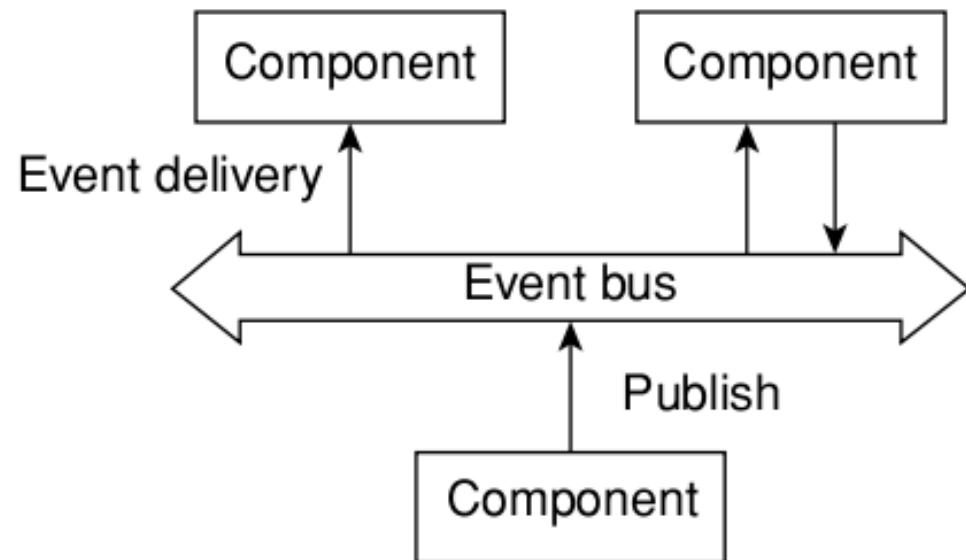 Component
Component
Event delivery
Event bus
Publish
Component